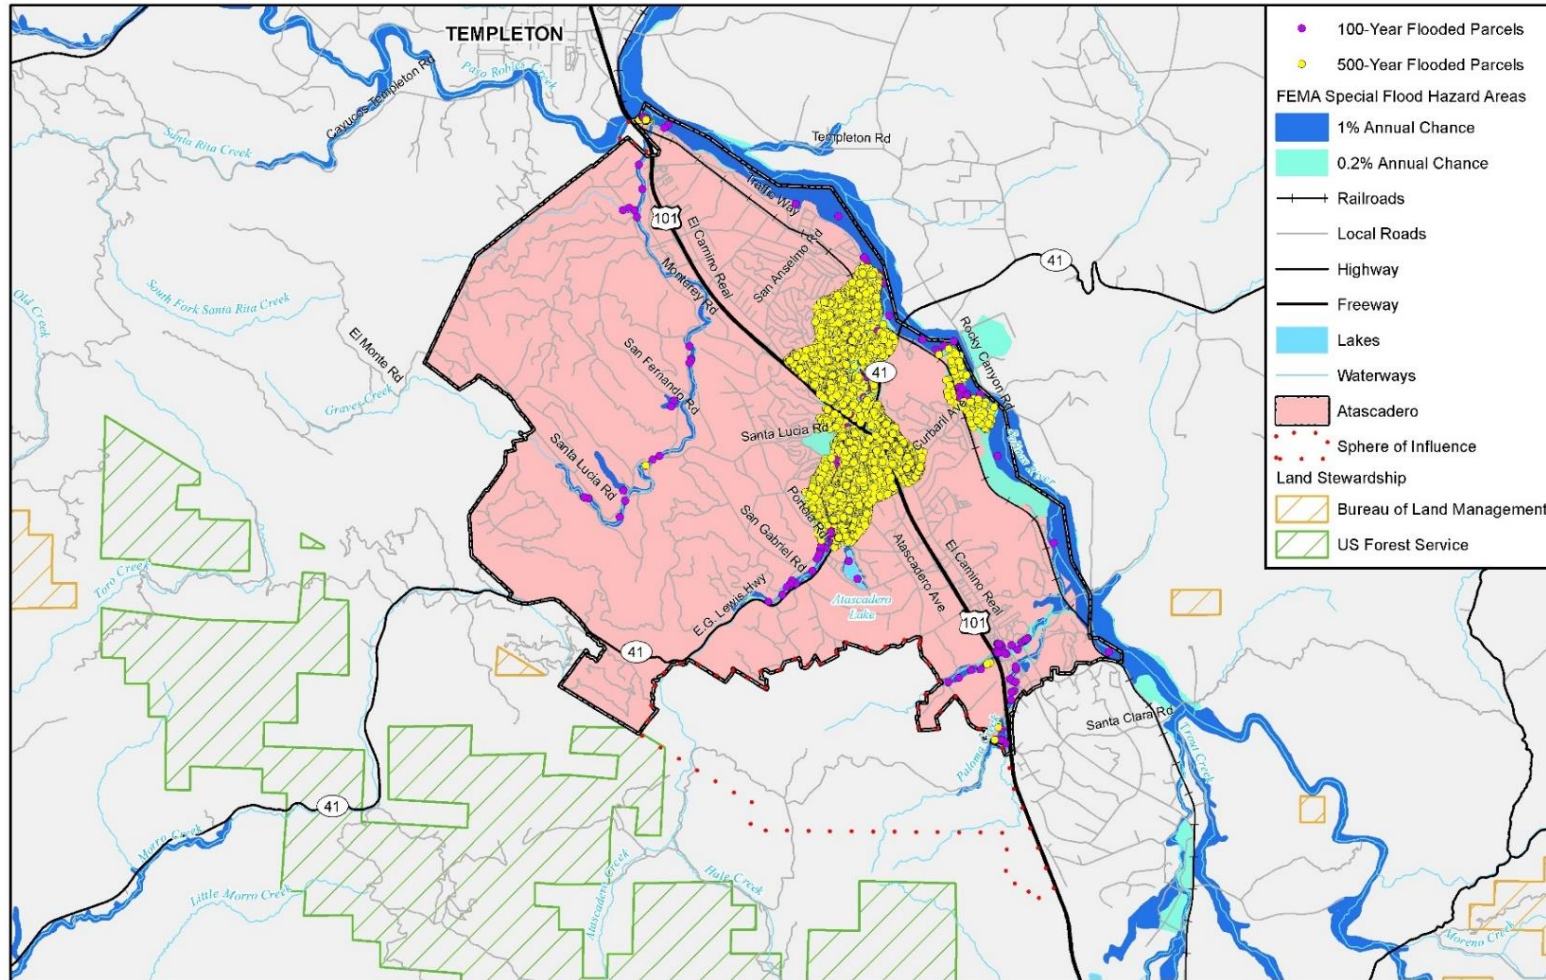 TEMPLETON
Paso Robles Creek
Cayucos Templeton Rd
Santa Rita Creek
Templeton Rd
Traffic Way
101
El Camino Real
San Anselmo Rd
Monterey Rd
41
Old Creek
South Fork Santa Rita Creek
El Monte Rd
Graves Creek
San Fernando Rd
Rocky Canyon Rd
41
Santa Lucia Rd
Curbaril Ave
Santa Lucia Rd
Salinas River
Portola Rd
San Gabriel Rd
Atascadero Ave
El Camino Real
E.G. Lewis Hwy
Atascadero
Lake
101
Toro Creek
41
Santa Clara Rd
Trout Creek
41
Morro Creek
Little Morro Creek
Atascadero Creek
Hale Creek
Moreno Creek
100-Year Flooded Parcels
500-Year Flooded Parcels
FEMA Special Flood Hazard Areas
1% Annual Chance
0.2% Annual Chance
Railroads
Local Roads
Highway
Freeway
Lakes
Waterways
Atascadero
Sphere of Influence
Land Stewardship
Bureau of Land Management
US Forest Service